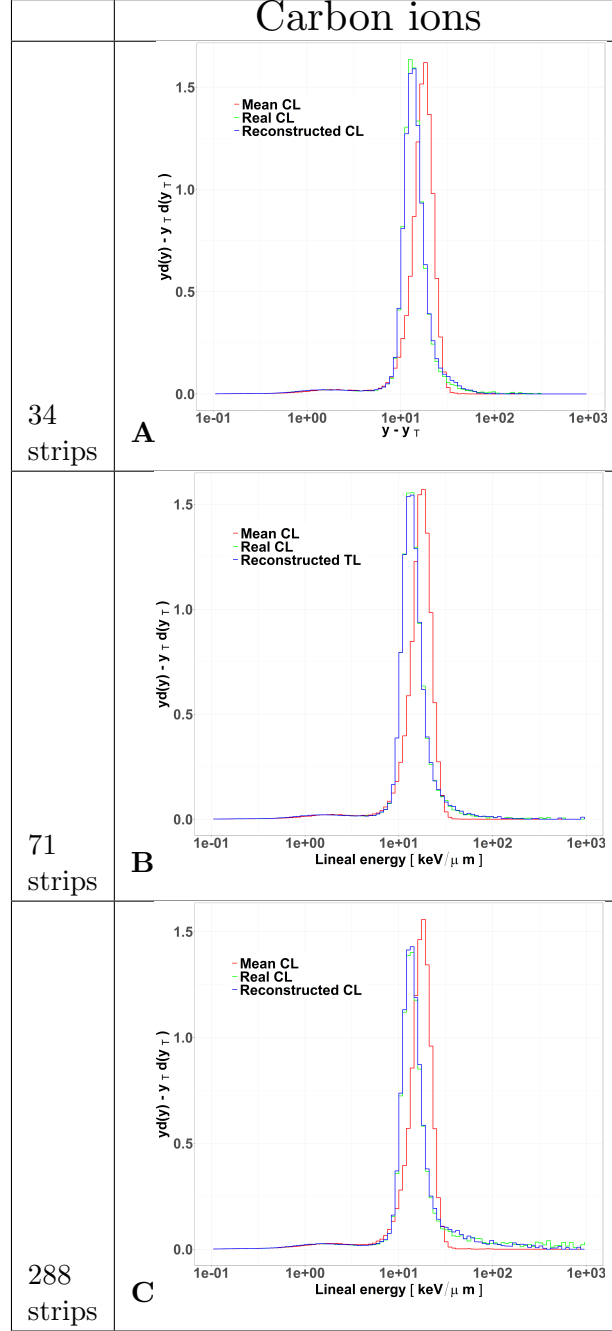 Carbon ions
34
strips
A
yd(y) - y T d(y T )
1.5
1.0
0.5
0.0
Mean CL
Real CL
Reconstructed CL
1e-01 1e+00 1e+01 1e+02 1e+03
y - y T
71
strips
B
yd(y) - y T d(y T )
1.5
1.0
0.5
0.0
Mean CL
Real CL
Reconstructed TL
1e-01 1e+00 1e+01 1e+02 1e+03
Lineal energy [ keV/μ m ]
288
strips
C
yd(y) - y T d(y T )
1.5
1.0
0.5
0.0
Mean CL
Real CL
Reconstructed CL
1e-01 1e+00 1e+01 1e+02 1e+03
Lineal energy [ keV/μ m ]